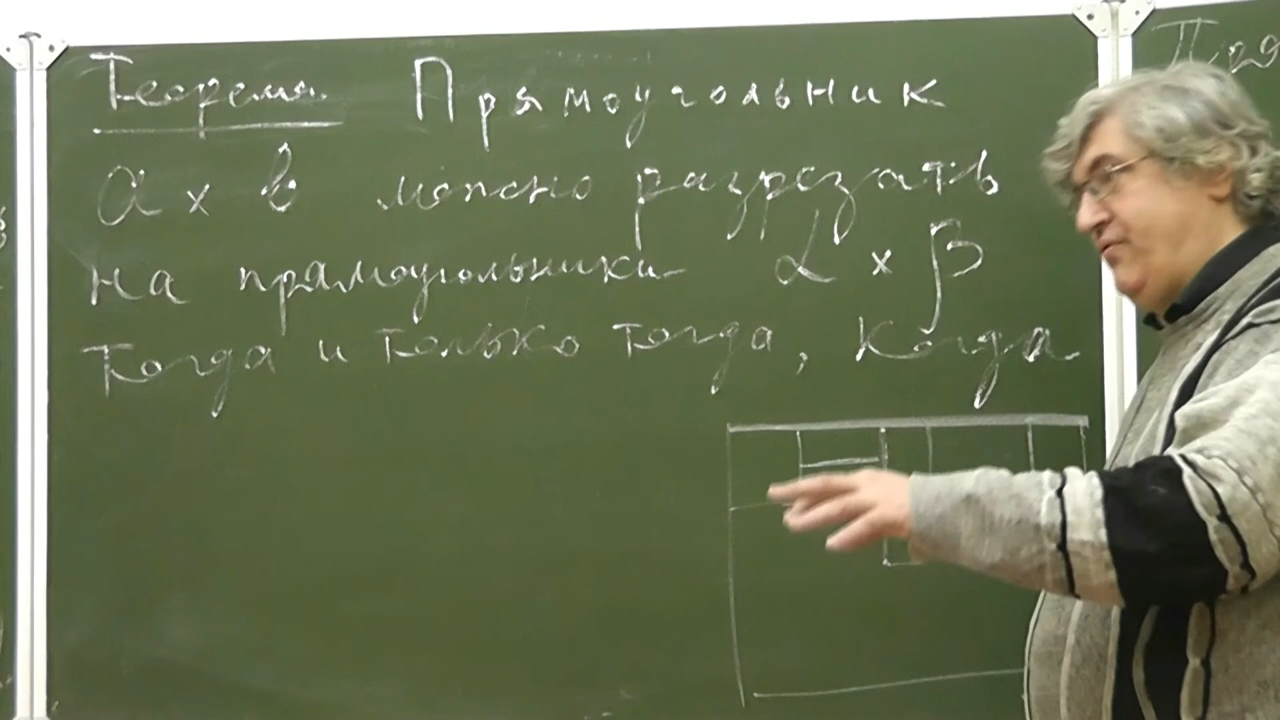 Теорема Прямоугольник
a × b можно разрезать
на прямоугольники α × β
тогда и только тогда, когда